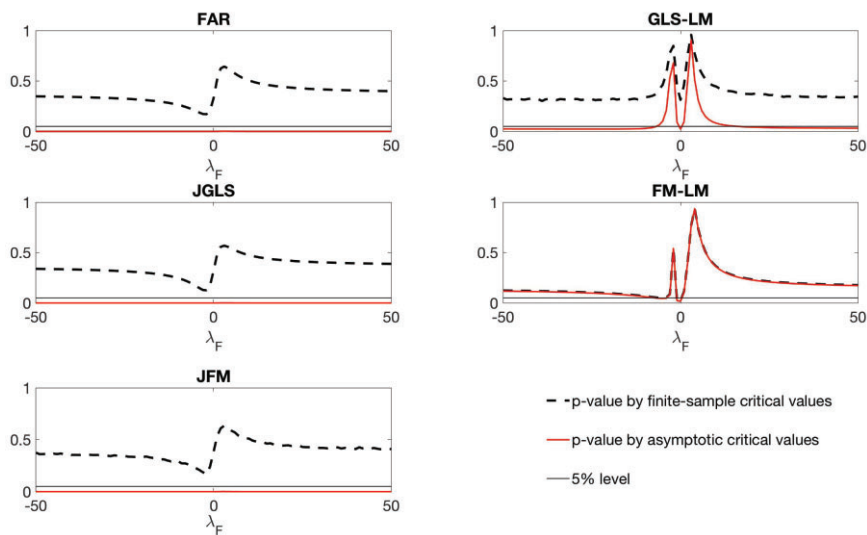 FAR
1
0.5
0
-50
0
50
λF
GLS-LM
1
0.5
0
-50
0
50
λF
JGLS
1
0.5
0
-50
0
50
λF
FM-LM
1
0.5
0
-50
0
50
λF
JFM
1
0.5
0
-50
0
50
λF
p-value by finite-sample critical values
p-value by asymptotic critical values
5% level